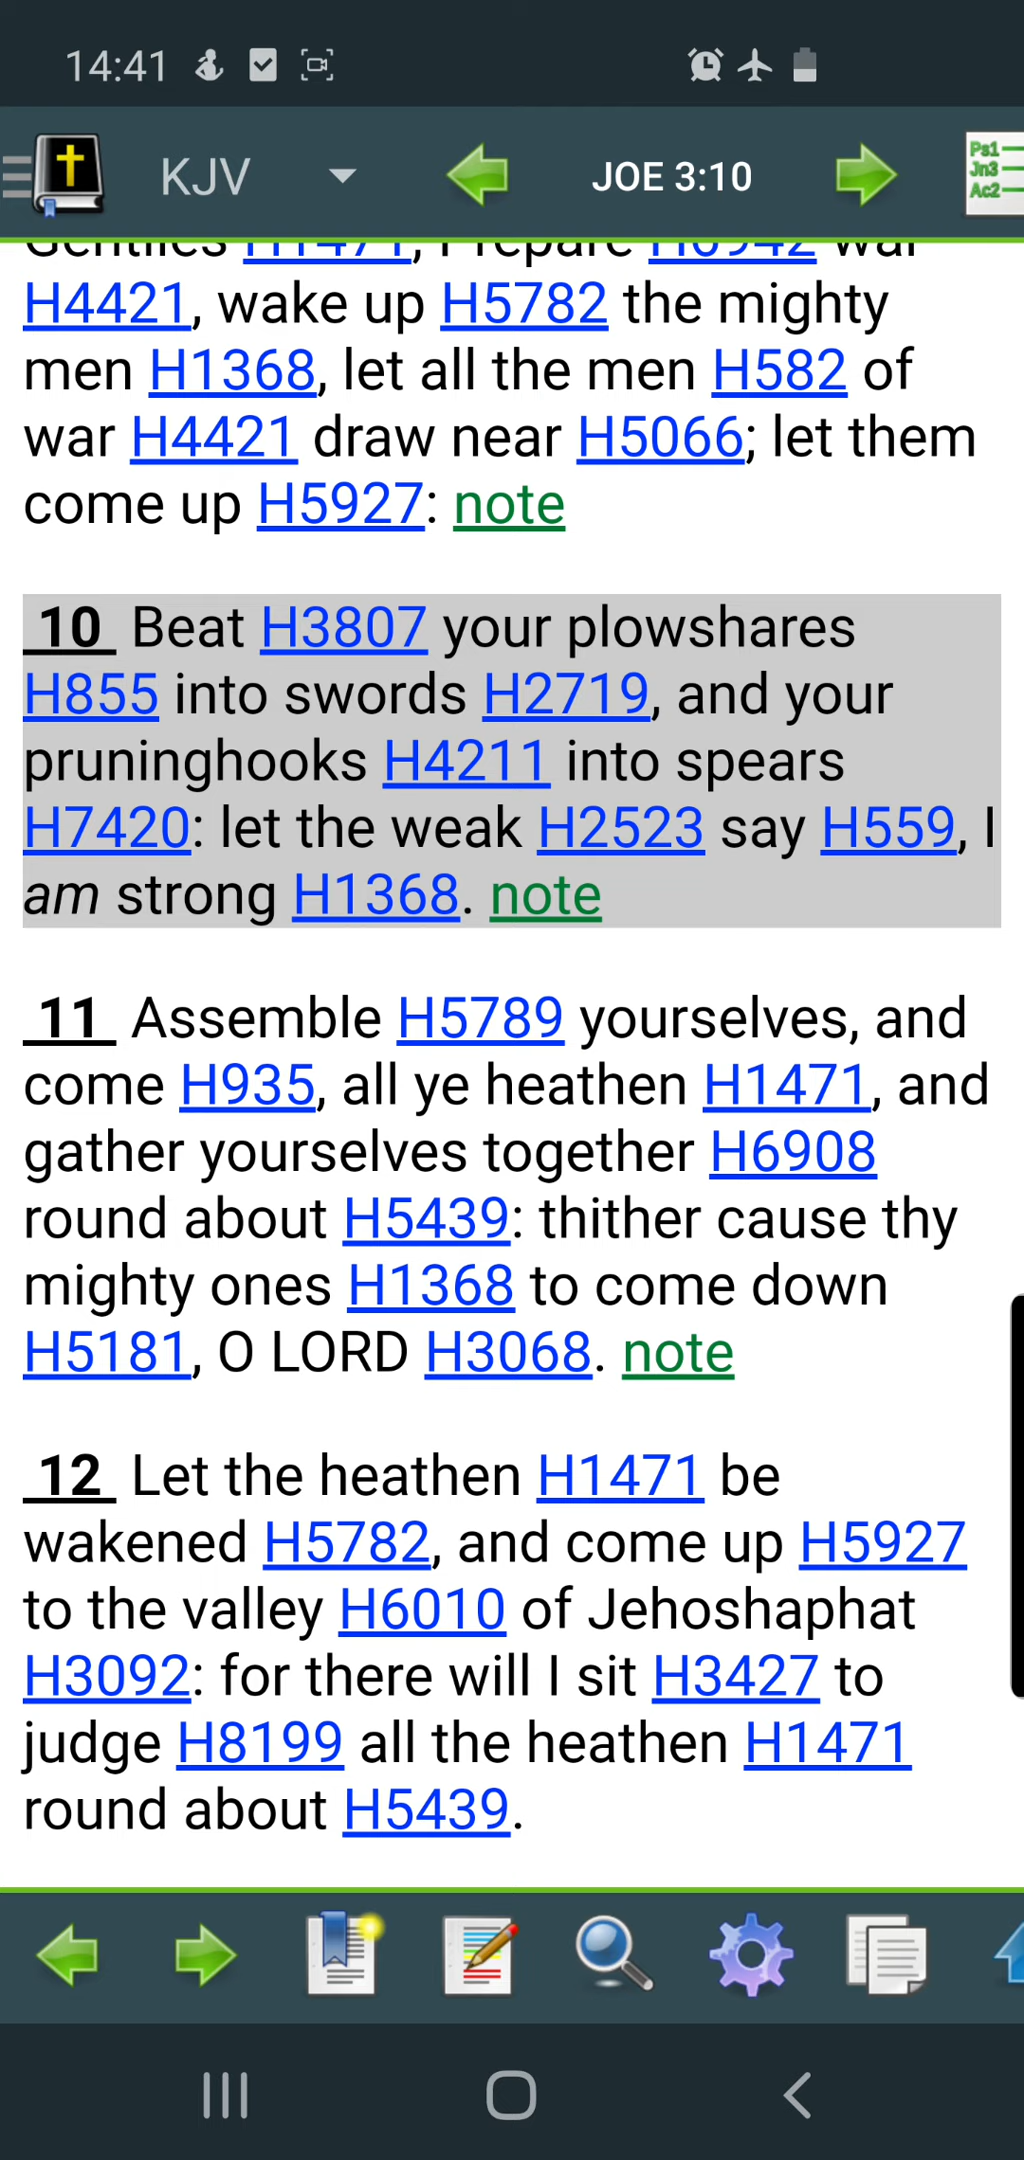 14:41
KJV
JOE 3:10
Ps1
Jn3
Ac2
Gentiles H1471; Prepare H6942 war
H4421, wake up H5782 the mighty
men H1368, let all the men H582 of
war H4421 draw near H5066; let them
come up H5927: note
10 Beat H3807 your plowshares
H855 into swords H2719, and your
pruninghooks H4211 into spears
H7420: let the weak H2523 say H559, I
am strong H1368. note
11 Assemble H5789 yourselves, and
come H935, all ye heathen H1471, and
gather yourselves together H6908
round about H5439: thither cause thy
mighty ones H1368 to come down
H5181, O LORD H3068. note
12 Let the heathen H1471 be
wakened H5782, and come up H5927
to the valley H6010 of Jehoshaphat
H3092: for there will I sit H3427 to
judge H8199 all the heathen H1471
round about H5439.